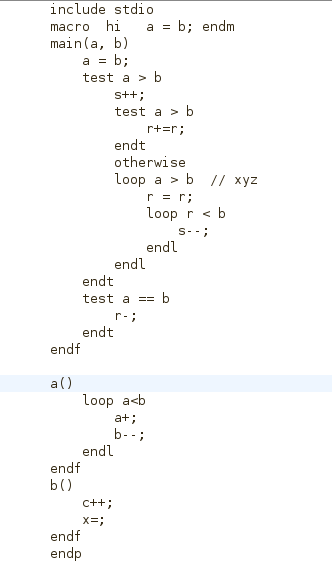 include stdio
macro  hi   a = b; endm
main(a, b)
    a = b;
    test a > b
        s++;
        test a > b
            r+=r;
        endt
        otherwise
        loop a > b  // xyz
            r = r;
            loop r < b
                s--;
            endl
        endl
    endt
    test a == b
        r-;
    endt
endf

a()
    loop a<b
        a+;
        b--;
    endl
endf
b()
    c++;
    x=;
endf
endp